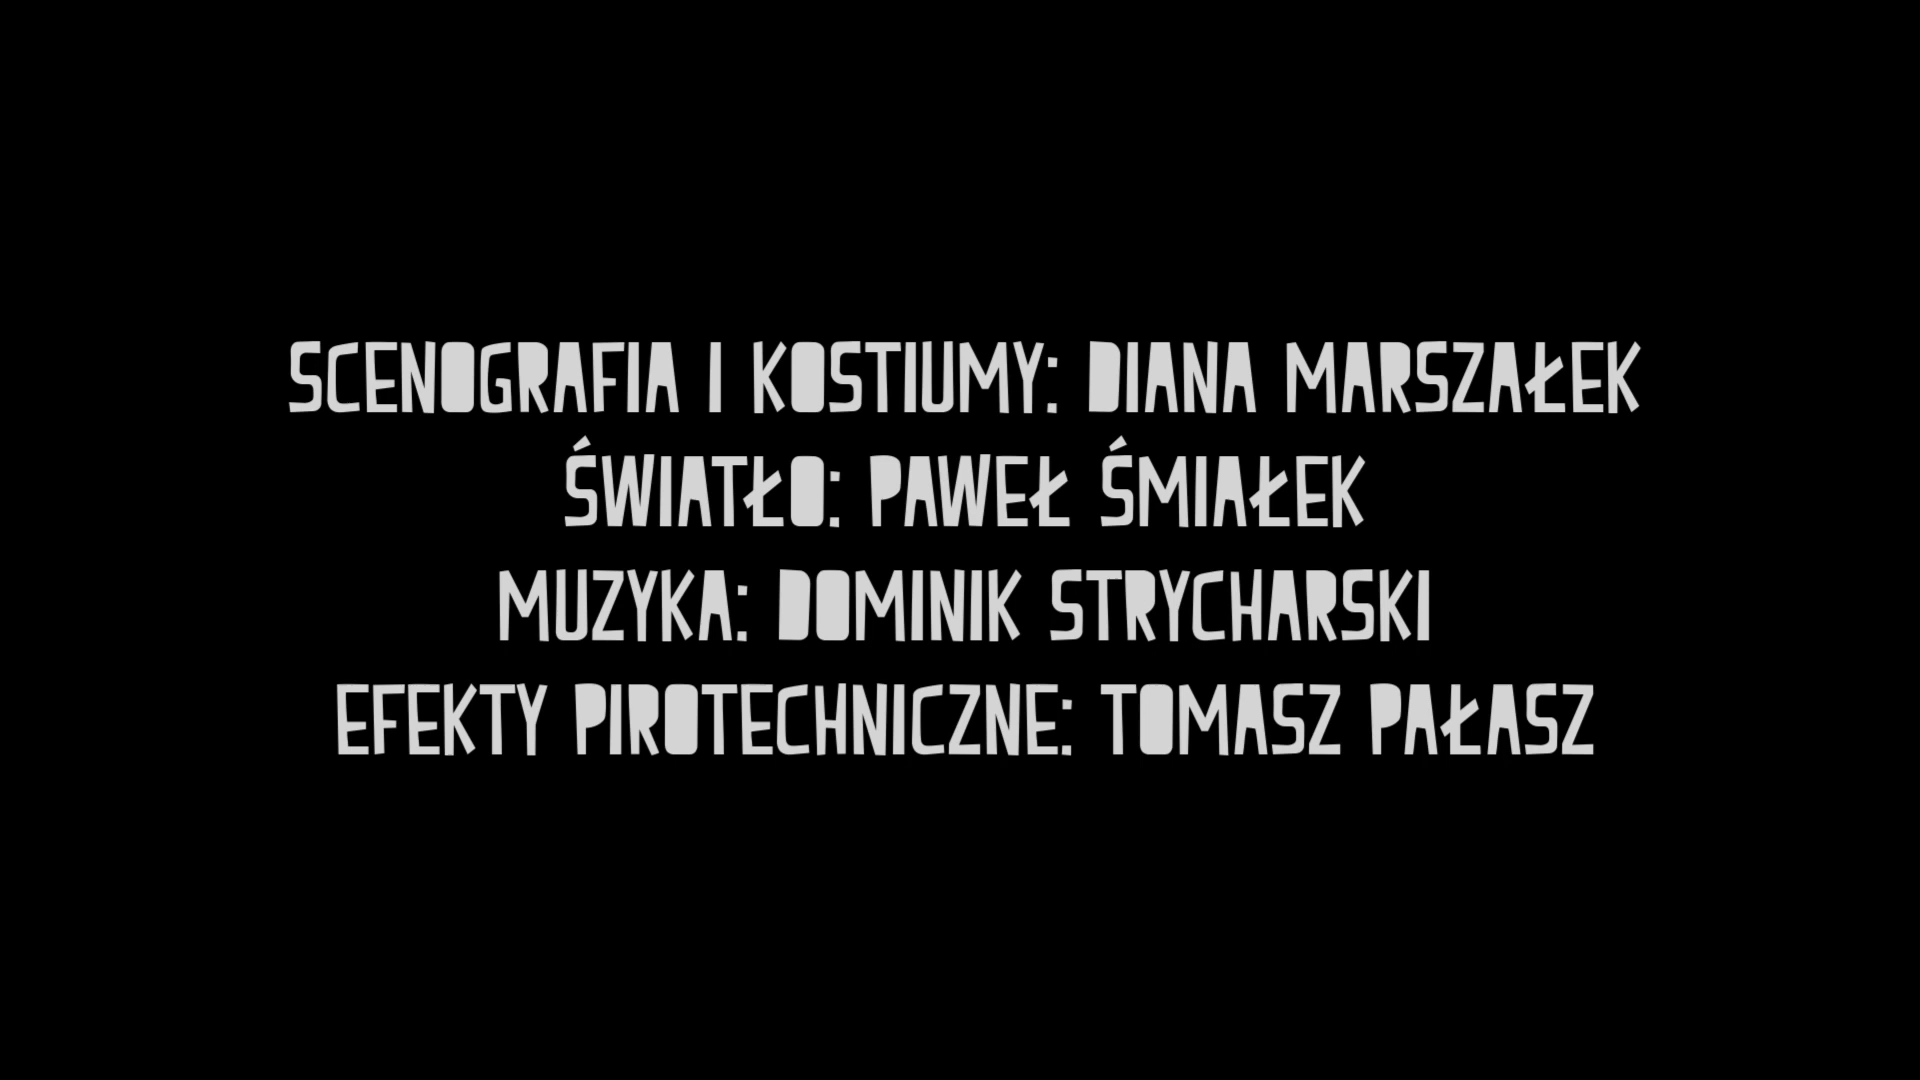 SCENOGRAFIA I KOSTIUMY: DIANA MARSZAŁEK
ŚWIATŁO: PAWEŁ ŚMIAŁEK
MUZYKA: DOMINIK STRYCHARSKI
EFEKTY PIROTECHNICZNE: TOMASZ PAŁASZ